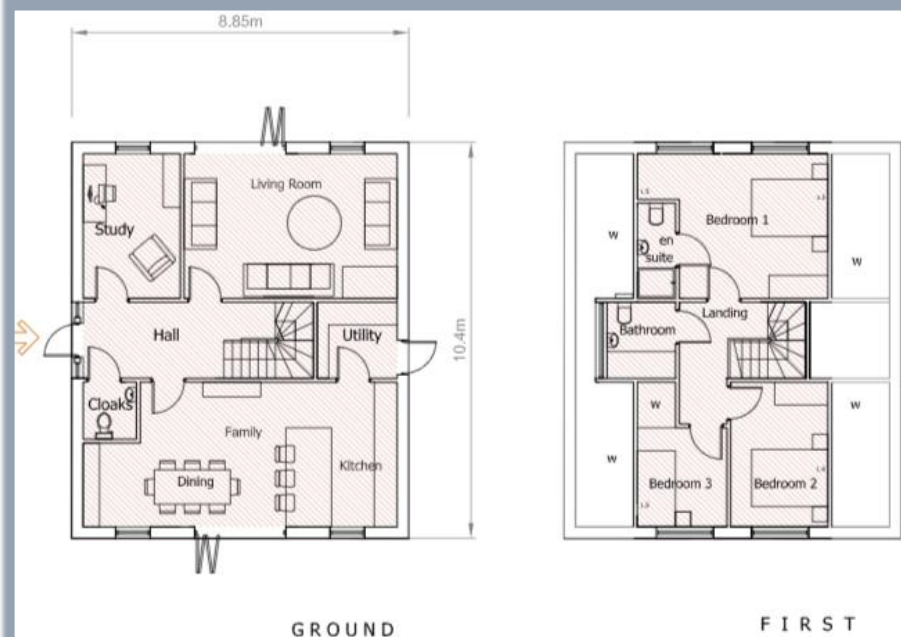 8.85m
Living Room
Study
Hall
Utility
10.4m
Cloaks
Family
Kitchen
Dining
GROUND
Bedroom 1
en
suite
W
W
Landing
Bathroom
W
W
W
Bedroom 3
Bedroom 2
FIRST